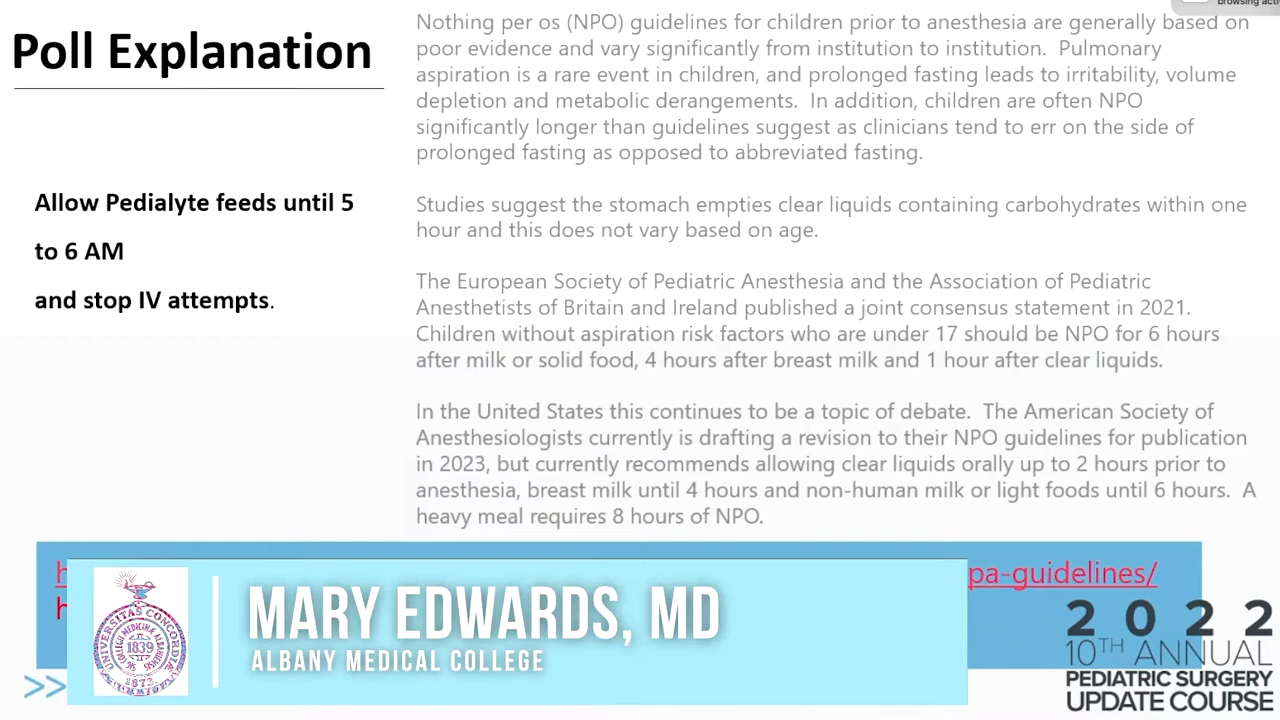 browsing acti
Poll Explanation
Nothing per os (NPO) guidelines for children prior to anesthesia are generally based on
poor evidence and vary significantly from institution to institution.  Pulmonary
aspiration is a rare event in children, and prolonged fasting leads to irritability, volume
depletion and metabolic derangements.  In addition, children are often NPO
significantly longer than guidelines suggest as clinicians tend to err on the side of
prolonged fasting as opposed to abbreviated fasting.
Allow Pedialyte feeds until 5
to 6 AM
and stop IV attempts.
Studies suggest the stomach empties clear liquids containing carbohydrates within one
hour and this does not vary based on age.
The European Society of Pediatric Anesthesia and the Association of Pediatric
Anesthetists of Britain and Ireland published a joint consensus statement in 2021.
Children without aspiration risk factors who are under 17 should be NPO for 6 hours
after milk or solid food, 4 hours after breast milk and 1 hour after clear liquids.
In the United States this continues to be a topic of debate.  The American Society of
Anesthesiologists currently is drafting a revision to their NPO guidelines for publication
in 2023, but currently recommends allowing clear liquids orally up to 2 hours prior to
anesthesia, breast milk until 4 hours and non-human milk or light foods until 6 hours.  A
heavy meal requires 8 hours of NPO.
h
pa-guidelines/
h
MARY EDWARDS, MD
ALBANY MEDICAL COLLEGE
UNIVERSITAS CONCORDIAE
1839
1873
>>
2022
10TH ANNUAL
PEDIATRIC SURGERY
UPDATE COURSE